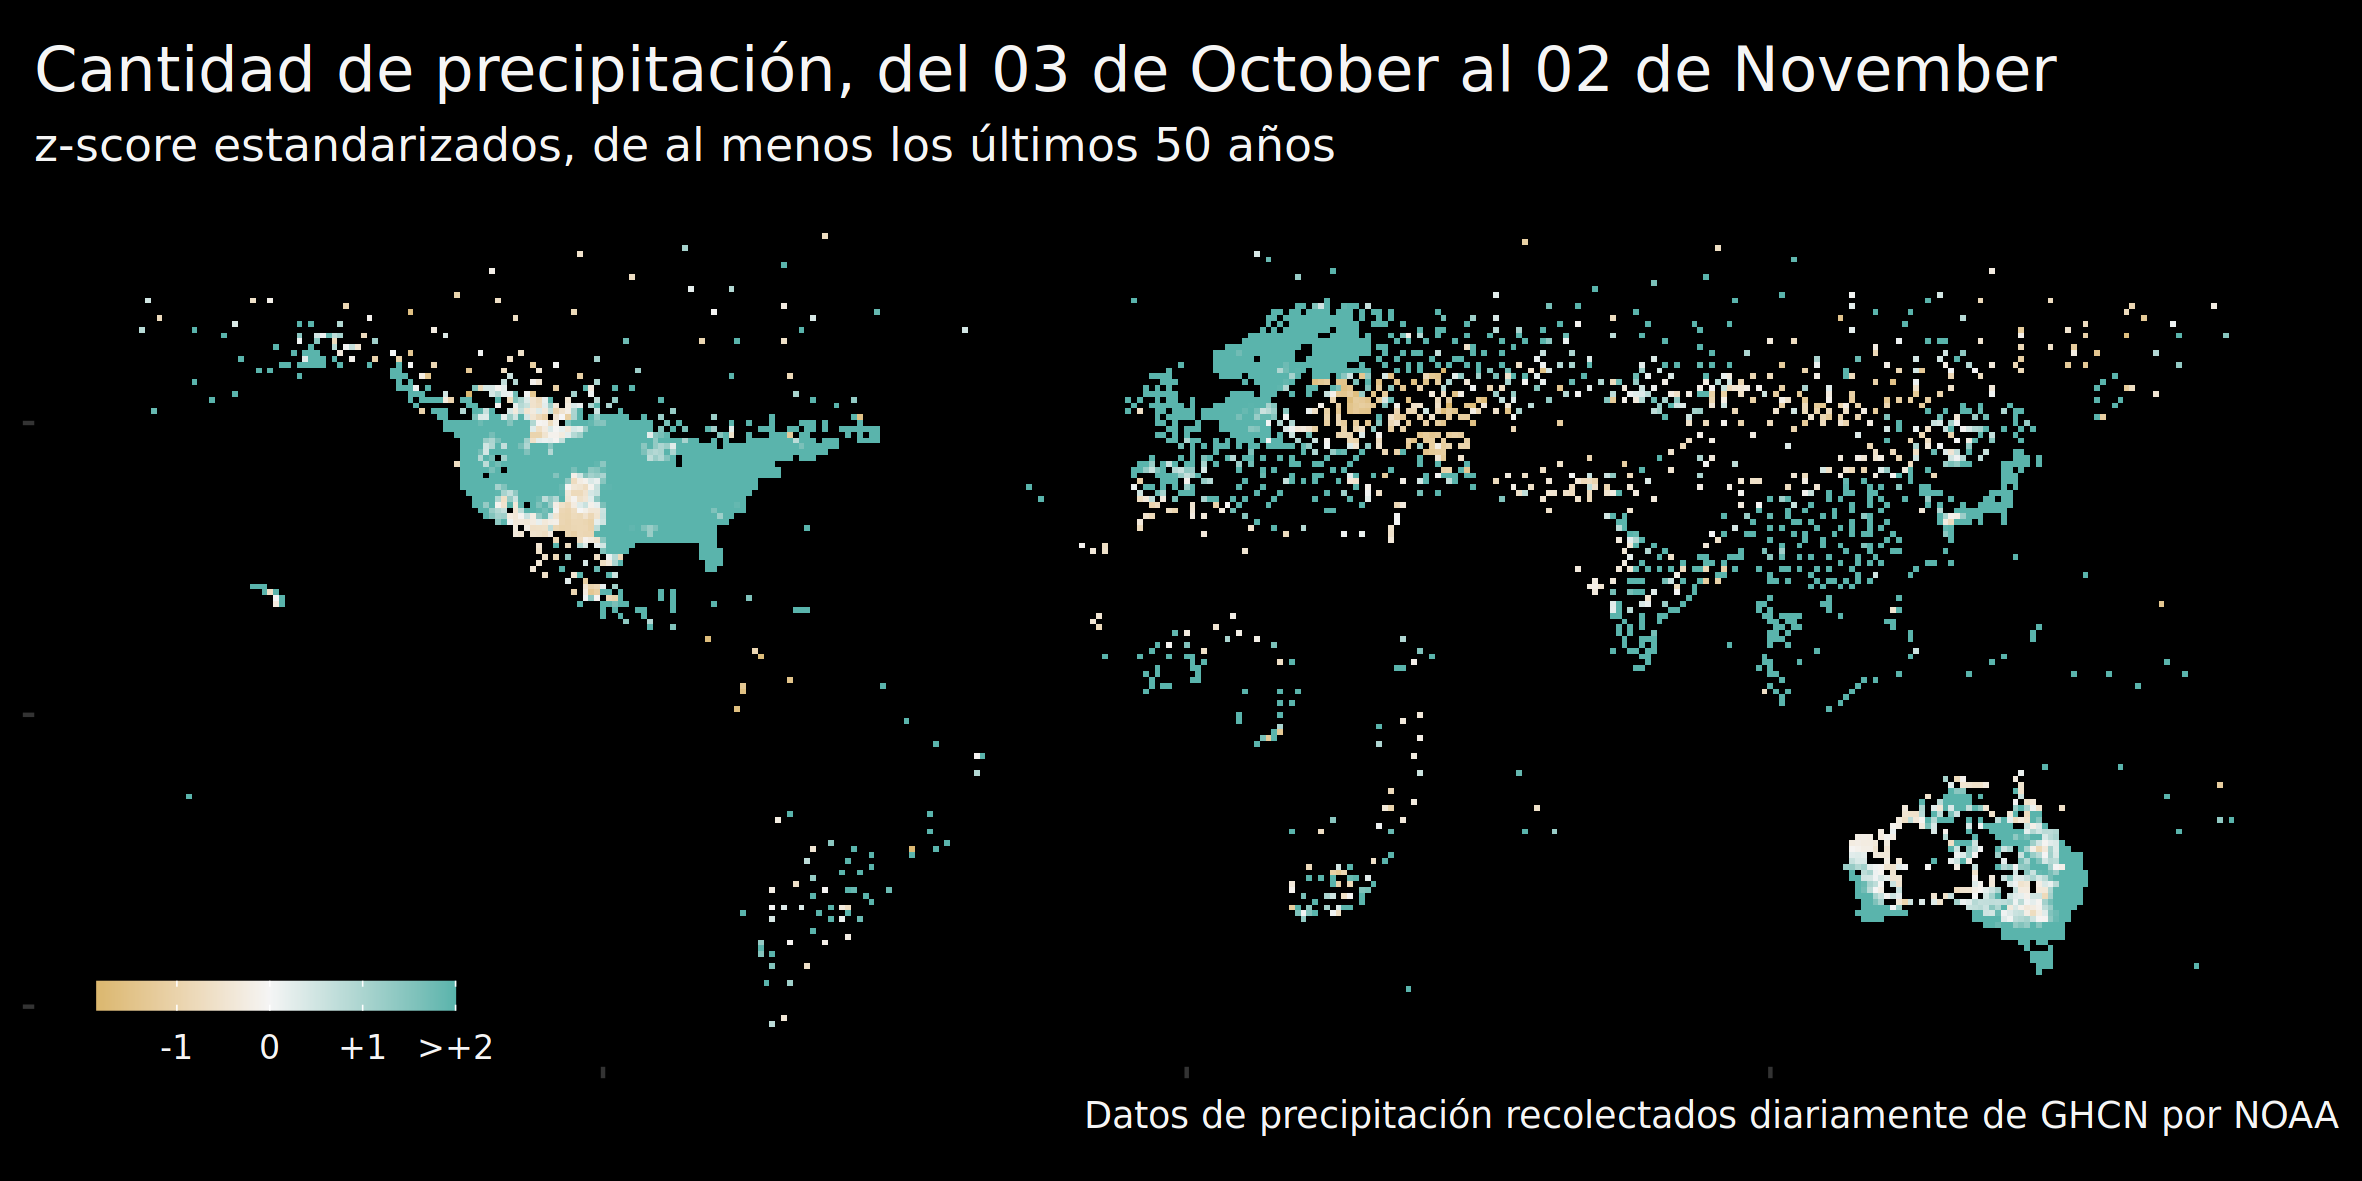 Cantidad de precipitación, del 03 de October al 02 de November
z-score estandarizados, de al menos los últimos 50 años
-1 0 +1 >+2
Datos de precipitación recolectados diariamente de GHCN por NOAA